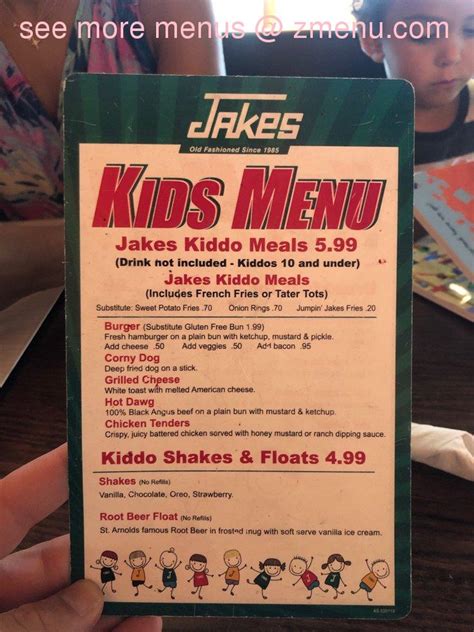 see more menus @ zmenu.com
JAKES
Old Fashioned Since 1985
KIDS MENU
Jakes Kiddo Meals 5.99
(Drink not included - Kiddos 10 and under)
Jakes Kiddo Meals
(Includes French Fries or Tater Tots)
Substitute: Sweet Potato Fries .70 Onion Rings .70 Jumpin' Jakes Fries .20
Burger (Substitute Gluten Free Bun 1.99)
Fresh hamburger on a plain bun with ketchup, mustard & pickle.
Add cheese .50 Add veggies .50 Add bacon .95
Corny Dog
Deep fried dog on a stick.
Grilled Cheese
White toast with melted American cheese.
Hot Dawg
100% Black Angus beef on a plain bun with mustard & ketchup.
Chicken Tenders
Crispy, juicy battered chicken served with honey mustard or ranch dipping sauce.
Kiddo Shakes & Floats 4.99
Shakes (No Refills)
Vanilla, Chocolate, Oreo, Strawberry.
Root Beer Float (No Refills)
St. Arnolds famous Root Beer in frosted mug with soft serve vanilla ice cream.